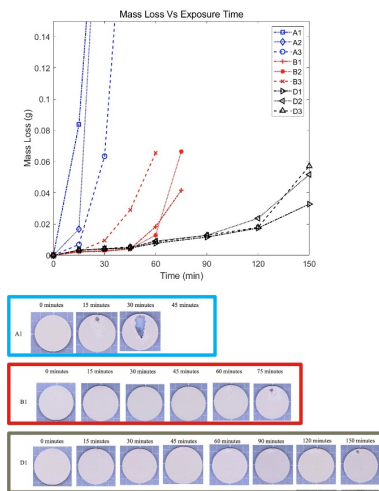 Mass Loss Vs Exposure Time
0.14
0.12
0.1
0.08
0.06
0.04
0.02
0
Mass Loss (g)
0 30 60 90 120 150
Time (min)
A1
A2
A3
B1
B2
B3
D1
D2
D3
0 minutes 15 minutes 30 minutes 45 minutes
A1
0 minutes 15 minutes 30 minutes 45 minutes 60 minutes 75 minutes
B1
0 minutes 15 minutes 30 minutes 45 minutes 60 minutes 90 minutes 120 minutes 150 minutes
D1